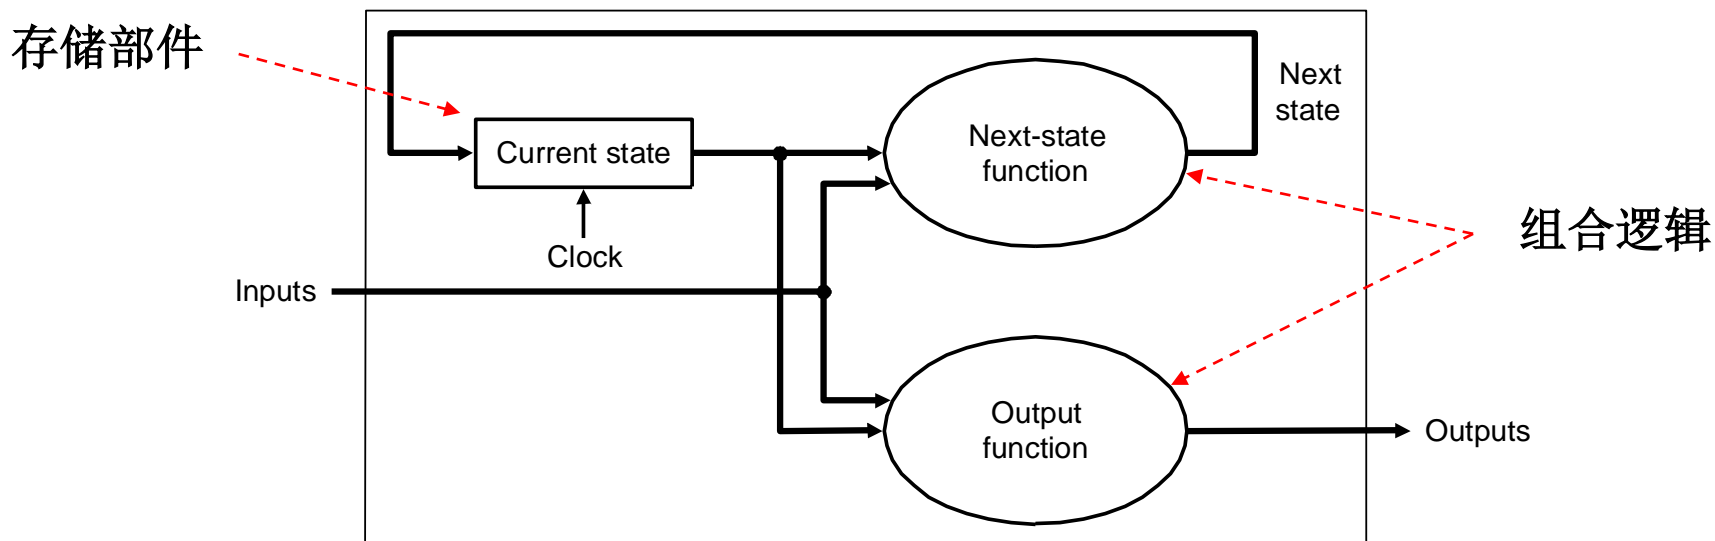 存储部件
Next
state
Current state
Next-state
function
组合逻辑
Clock
Inputs
Output
function
Outputs